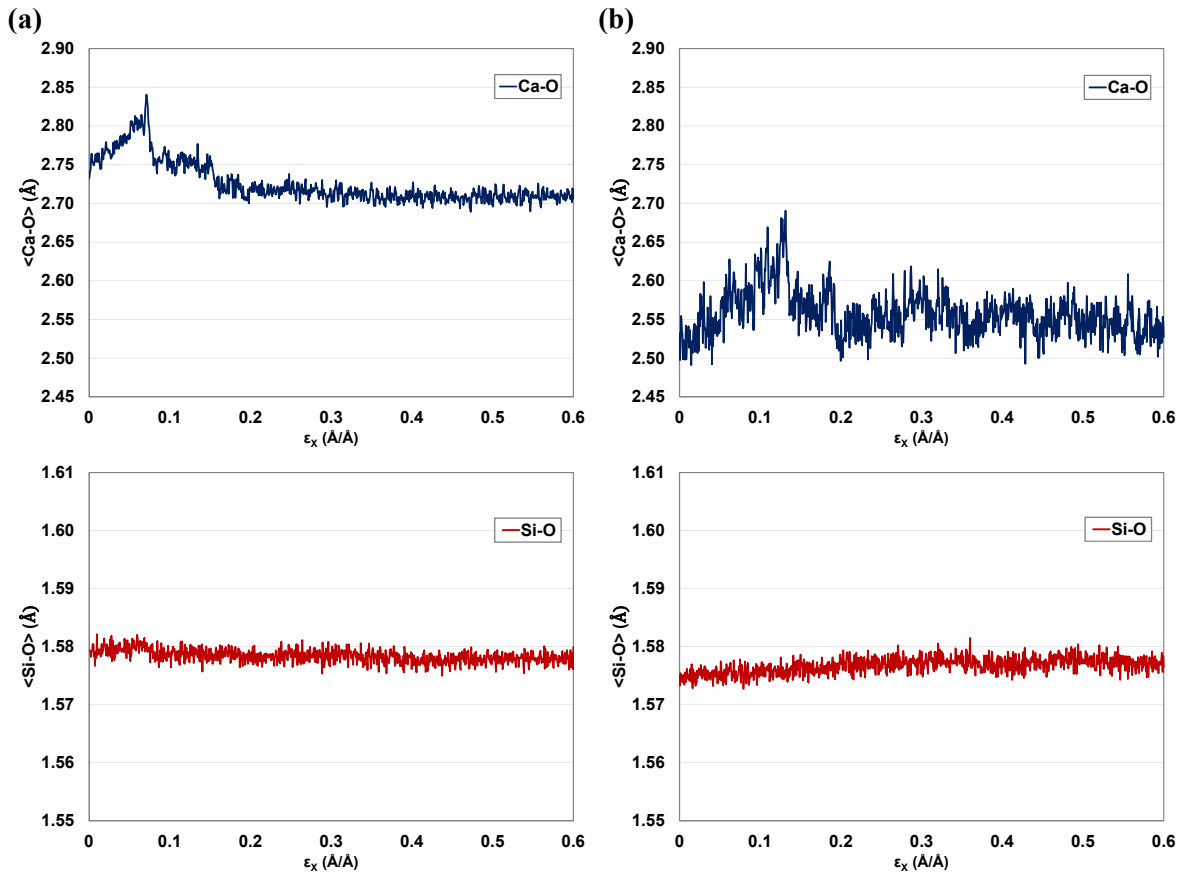 (a)
2.90
2.85
2.80
2.75
2.70
2.65
2.60
2.55
2.50
2.45
<Ca-O> (Å)
Ca-O
0 0.1 0.2 0.3 0.4 0.5 0.6
εX (Å/Å)
(b)
2.90
2.85
2.80
2.75
2.70
2.65
2.60
2.55
2.50
2.45
<Ca-O> (Å)
Ca-O
0 0.1 0.2 0.3 0.4 0.5 0.6
εX (Å/Å)
1.61
1.60
1.59
1.58
1.57
1.56
1.55
<Si-O> (Å)
Si-O
0 0.1 0.2 0.3 0.4 0.5 0.6
εX (Å/Å)
1.61
1.60
1.59
1.58
1.57
1.56
1.55
<Si-O> (Å)
Si-O
0 0.1 0.2 0.3 0.4 0.5 0.6
εX (Å/Å)